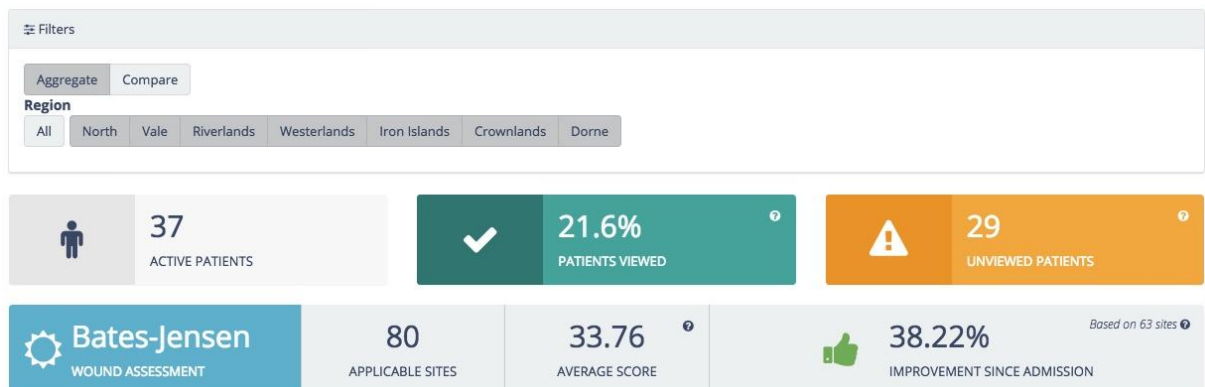 Filters
Aggregate Compare
Region
All North Vale Riverlands Westerlands Iron Islands Crownlands Dorne
37
ACTIVE PATIENTS
21.6%
PATIENTS VIEWED
29
UNVIEWED PATIENTS
Bates-Jensen
WOUND ASSESSMENT
80
APPLICABLE SITES
33.76
AVERAGE SCORE
38.22%
IMPROVEMENT SINCE ADMISSION
Based on 63 sites